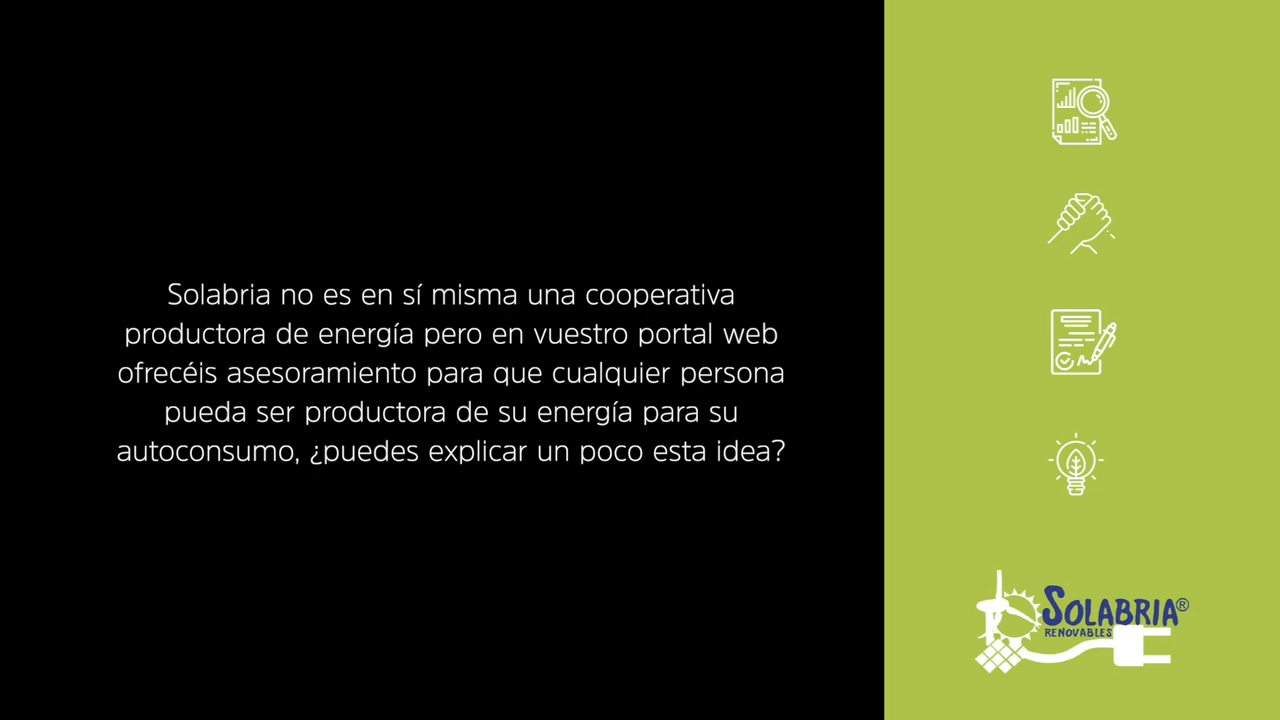 Solabria no es en sí misma una cooperativa
productora de energía pero en vuestro portal web
ofrecéis asesoramiento para que cualquier persona
pueda ser productora de su energía para su
autoconsumo, ¿puedes explicar un poco esta idea?
SOLABRIA®
RENOVABLES